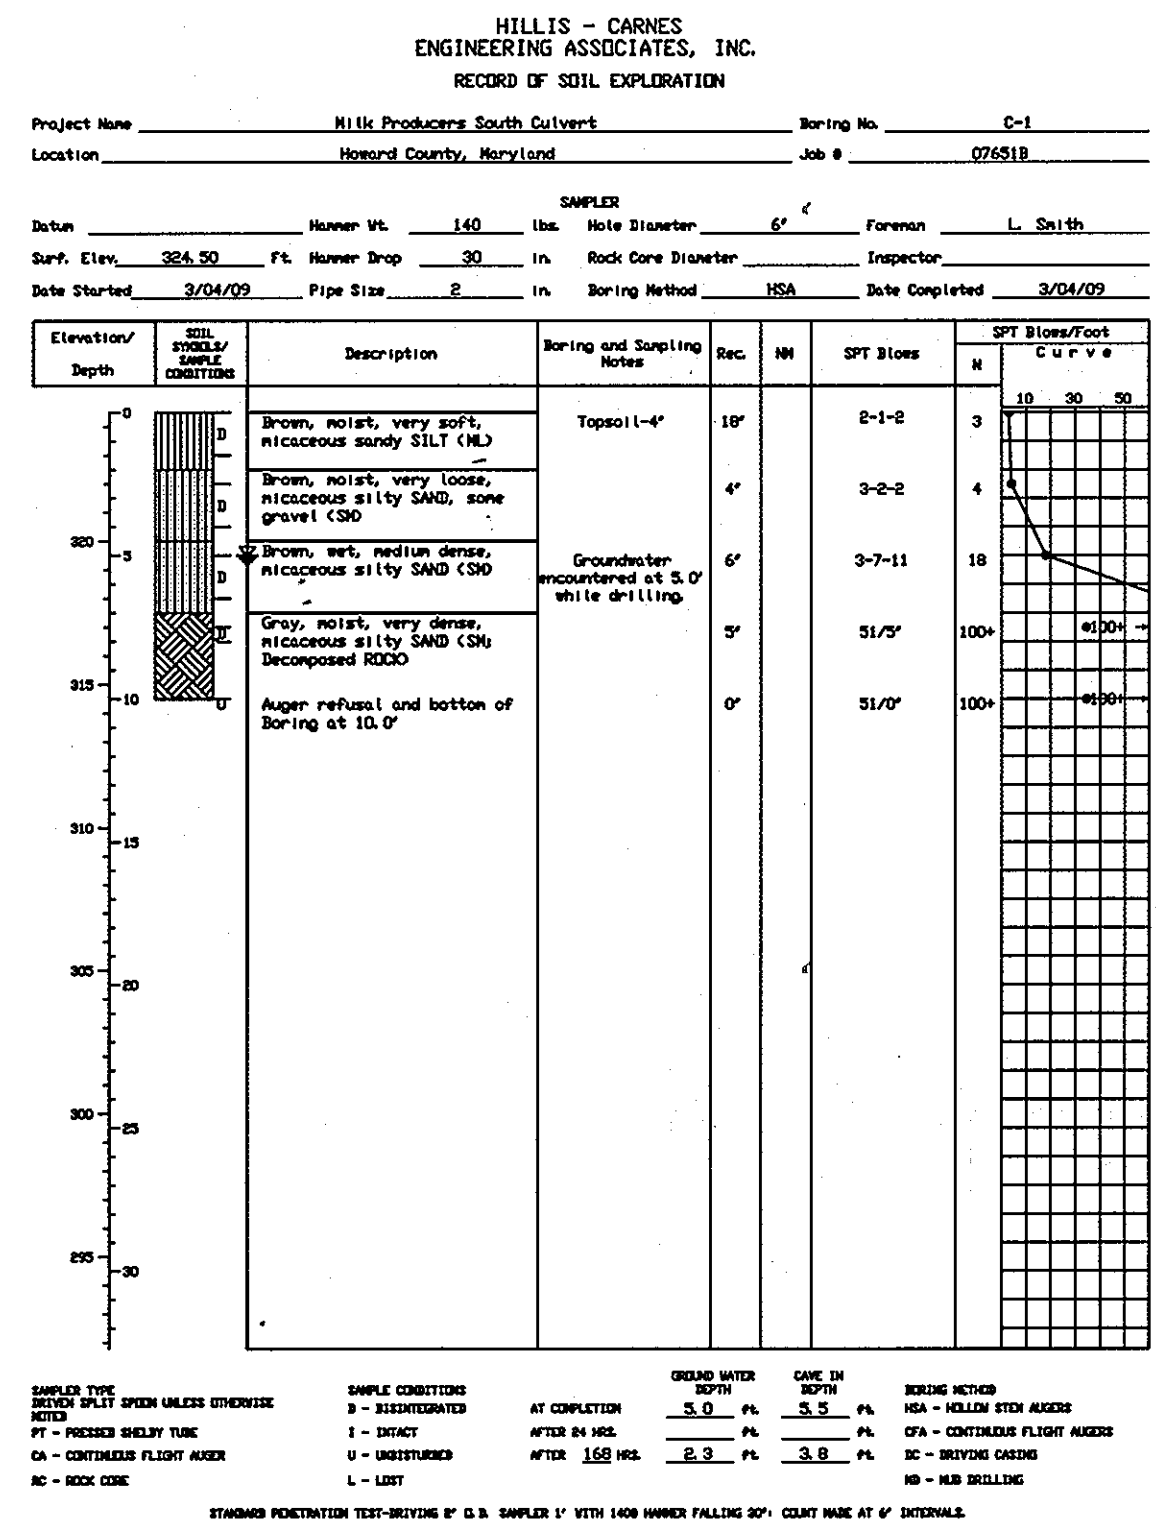 HILLIS - CARNES
ENGINEERING ASSOCIATES, INC.
RECORD OF SOIL EXPLORATION
Project Name Milk Producers South Culvert Boring No. C-1
Location Howard County, Maryland Job # 07651B
SAMPLER
Datum Hammer Wt. 140 lbs. Hole Diameter 6" Foreman L. Smith
Surf. Elev. 324.50 Ft. Hammer Drop 30 in. Rock Core Diameter Inspector
Date Started 3/04/09 Pipe Size 2 in. Boring Method HSA Date Completed 3/04/09
Elevation/ Depth
SOIL SYMBOLS/ SAMPLE CONDITIONS
Description
Boring and Sampling Notes
Rec.
NM
SPT Blows
SPT Blows/Foot
N
Curve
10 30 50
0
Brown, moist, very soft, Topsoil-4" 18" 2-1-2 3
D
micaceous sandy SILT (ML)
Brown, moist, very loose,
micaceous silty SAND, some 4" 3-2-2 4
D
gravel (SM)
320
5
Brown, wet, medium dense,
micaceous silty SAND (SM) Groundwater 6" 3-7-11 18
D
encountered at 5.0'
while drilling.
Gray, moist, very dense,
D
micaceous silty SAND (SM; 5" 51/5" 100+ 100+
Decomposed ROCK)
315
10
U
Auger refusal and bottom of 0" 51/0" 100+ 100+
Boring at 10.0'
310
15
305
20
300
25
295
30
SAMPLER TYPE
DRIVEN SPLIT SPOON UNLESS OTHERWISE
NOTED
PT - PRESSED SHELBY TUBE
CA - CONTINUOUS FLIGHT AUGER
RC - ROCK CORE
SAMPLE CONDITIONS
D - DISINTEGRATED
I - INTACT
U - UNDISTURBED
L - LOST
GROUND WATER DEPTH
CAVE IN DEPTH
AT COMPLETION 5.0 ft. 5.5 ft.
AFTER 24 HRS. ft. ft.
AFTER 168 HRS. 2.3 ft. 3.8 ft.
BORING METHOD
HSA - HOLLOW STEM AUGERS
CFA - CONTINUOUS FLIGHT AUGERS
DC - DRIVING CASING
MD - MUD DRILLING
STANDARD PENETRATION TEST-DRIVING 2" O.D. SAMPLER 1' WITH 140# HAMMER FALLING 30"; COUNT MADE AT 6" INTERVALS.